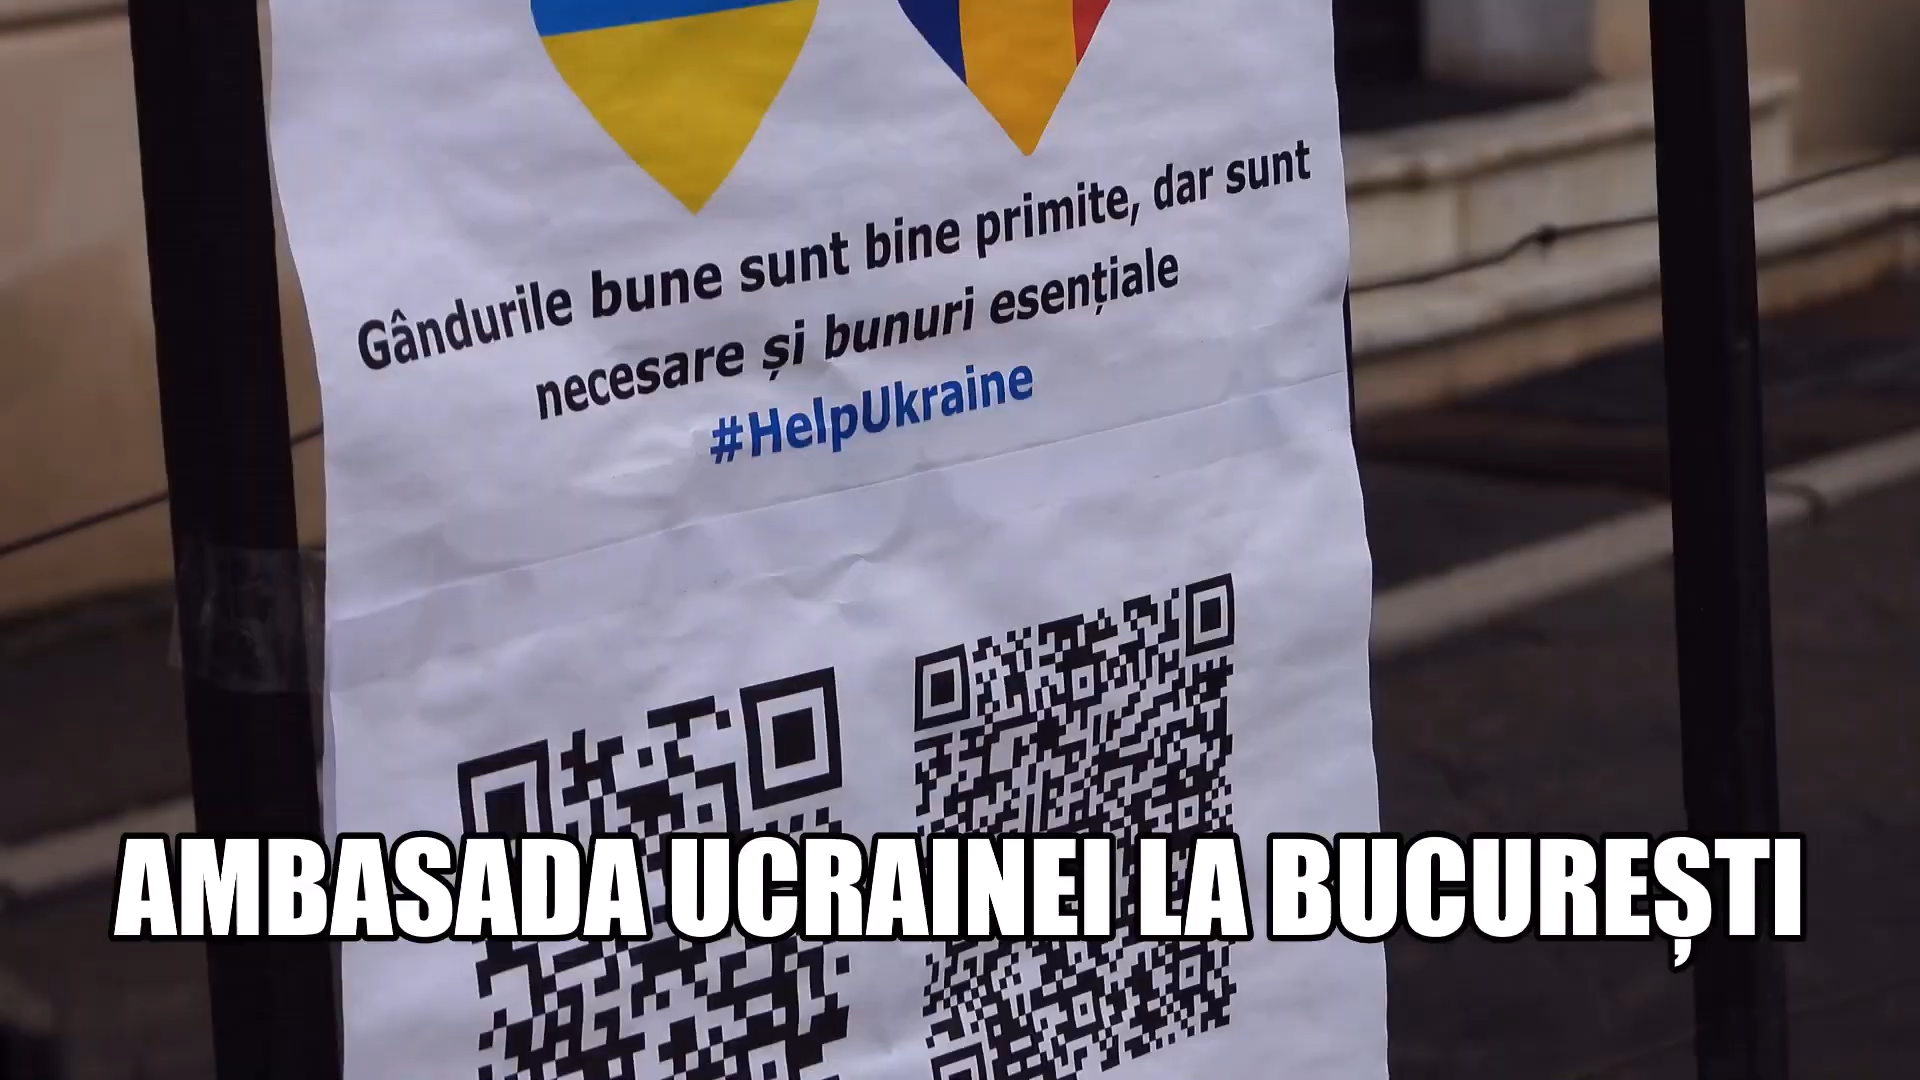 Gândurile bune sunt bine primite, dar sunt
necesare și bunuri esențiale
#HelpUkraine
AMBASADA UCRAINEI LA BUCUREȘTI